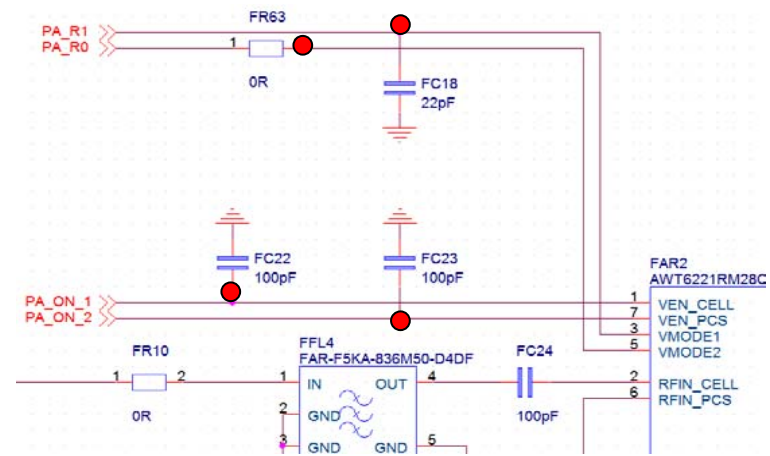 FR63
PA_R1
PA_R0
1
0R
FC18
22pF
FC22
100pF
FC23
100pF
FAR2
AWT6221RM28Q
PA_ON_1
PA_ON_2
1
VEN_CELL
7
VEN_PCS
3
VMODE1
5
VMODE2
FR10
1
2
0R
FFL4
FAR-F5KA-836M50-D4DF
1
IN
OUT
4
2
GND
3
GND
GND
5
FC24
100pF
2
RFIN_CELL
6
RFIN_PCS